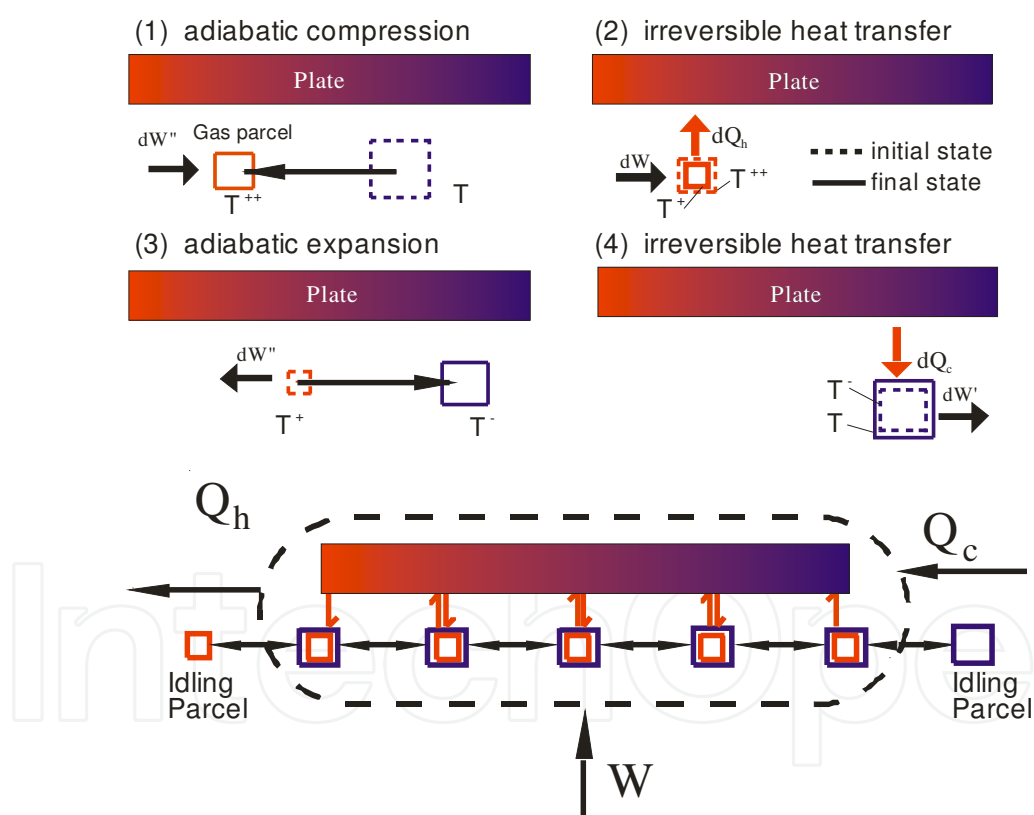 (1) adiabatic compression
Plate
dW"
Gas parcel
T++
T
(2) irreversible heat transfer
Plate
dQh
dW
T++
T+
initial state
final state
(3) adiabatic expansion
Plate
dW"
T+
T-
(4) irreversible heat transfer
Plate
dQc
T-
dW'
T
Qh
Qc
Idling
Parcel
Idling
Parcel
W
Intechope